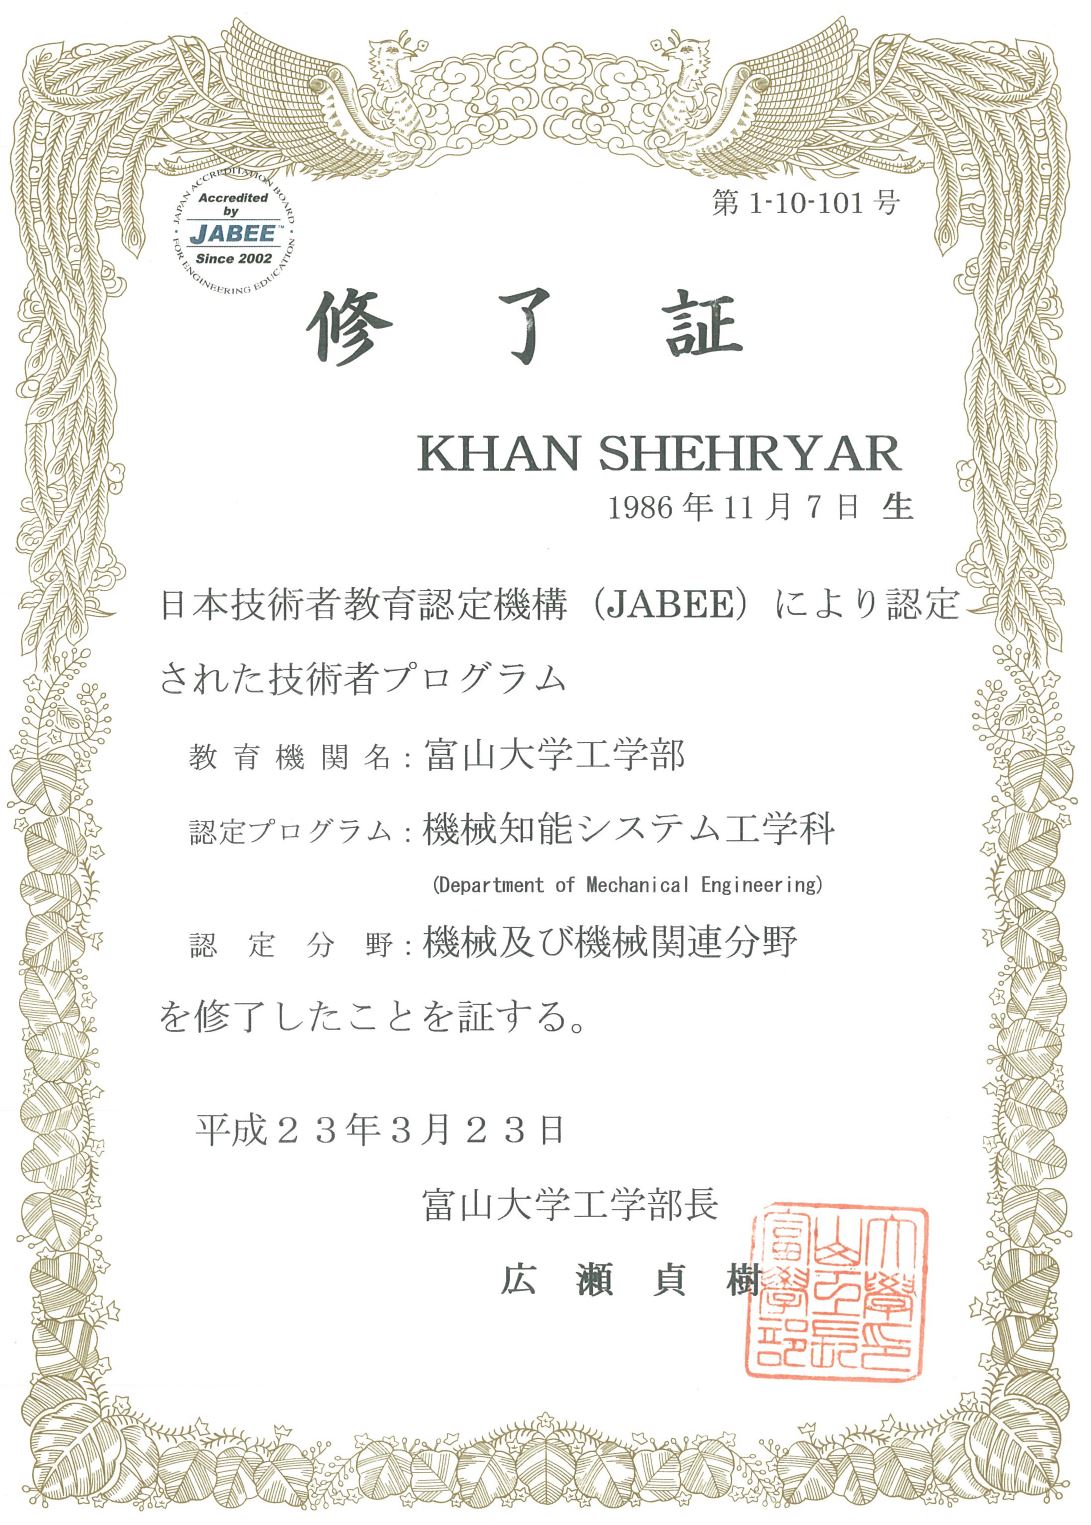 JAPAN ACCREDITATION BOARD
FOR ENGINEERING EDUCATION
Accredited
by
JABEE™
Since 2002
第 1-10-101 号
修了証
KHAN SHEHRYAR
1986 年 11 月 7 日 生
日本技術者教育認定機構（JABEE）により認定
された技術者プログラム
教育機関名：富山大学工学部
認定プログラム：機械知能システム工学科
(Department of Mechanical Engineering)
認定分野：機械及び機械関連分野
を修了したことを証する。
平成２３年３月２３日
富山大学工学部長
広瀬貞樹